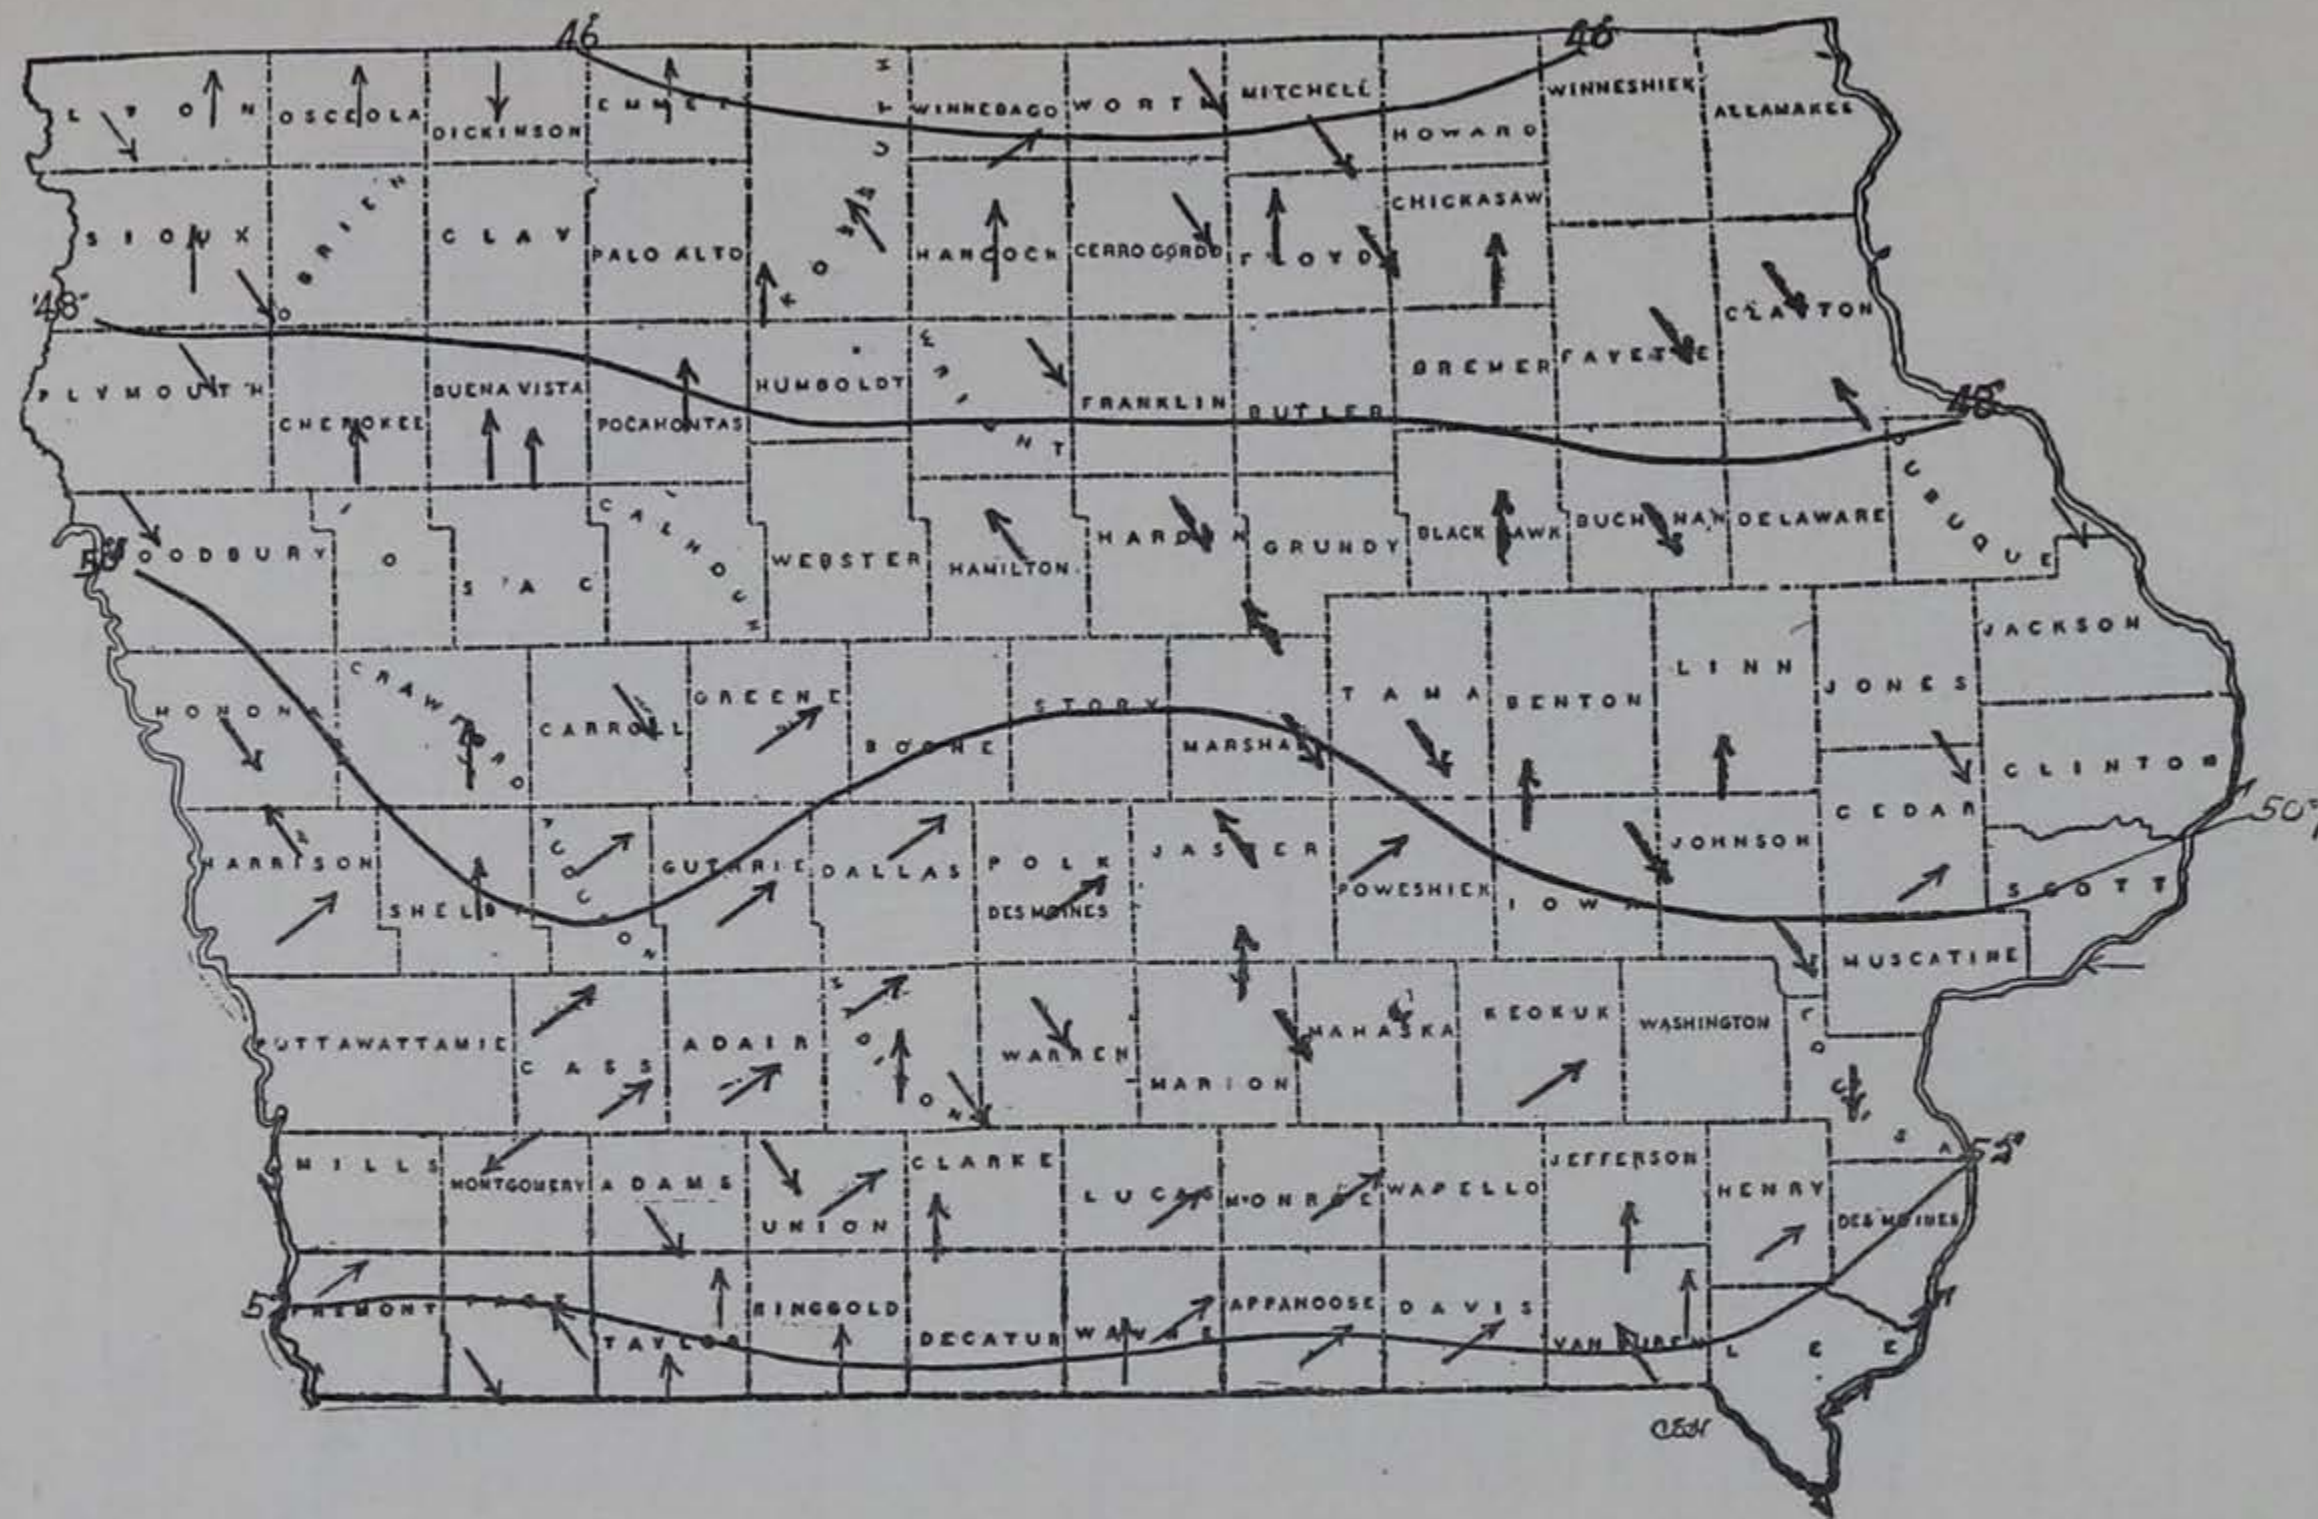 46° 46°
LYON OSCEOLA DICKINSON EMMET WINNEBAGO WORTH MITCHELL HOWARD WINNESHIEK ALLAMAKEE
SIOUX O'BRIEN CLAY PALO ALTO KOSSUTH HANCOCK CERRO GORDO FLOYD CHICKASAW
48° FAYETTE CLAYTON
PLYMOUTH CHEROKEE BUENA VISTA POCAHONTAS HUMBOLDT WRIGHT FRANKLIN BUTLER BREMER 48°
50° WOODBURY SAC CALHOUN WEBSTER HAMILTON HARDIN GRUNDY BLACK HAWK BUCHANAN DELAWARE DUBUQUE
MONONA CRAWFORD CARROLL GREENE BOONE STORY MARSHALL TAMA BENTON LINN JONES JACKSON
CLINTON
HARRISON SHELBY AUDUBON GUTHRIE DALLAS POLK JASPER POWESHIEK IOWA JOHNSON CEDAR 50°
DES MOINES SCOTT
MUSCATINE
POTTAWATTAMIE CASS ADAIR WARREN MARION MAHASKA KEOKUK WASHINGTON
MILLS MONTGOMERY ADAMS UNION CLARKE LUCAS MONROE WAPELLO JEFFERSON HENRY 55°
DES MOINES
FREMONT PAGE TAYLOR RINGGOLD DECATUR WAYNE APPANOOSE DAVIS VAN BUREN LEE